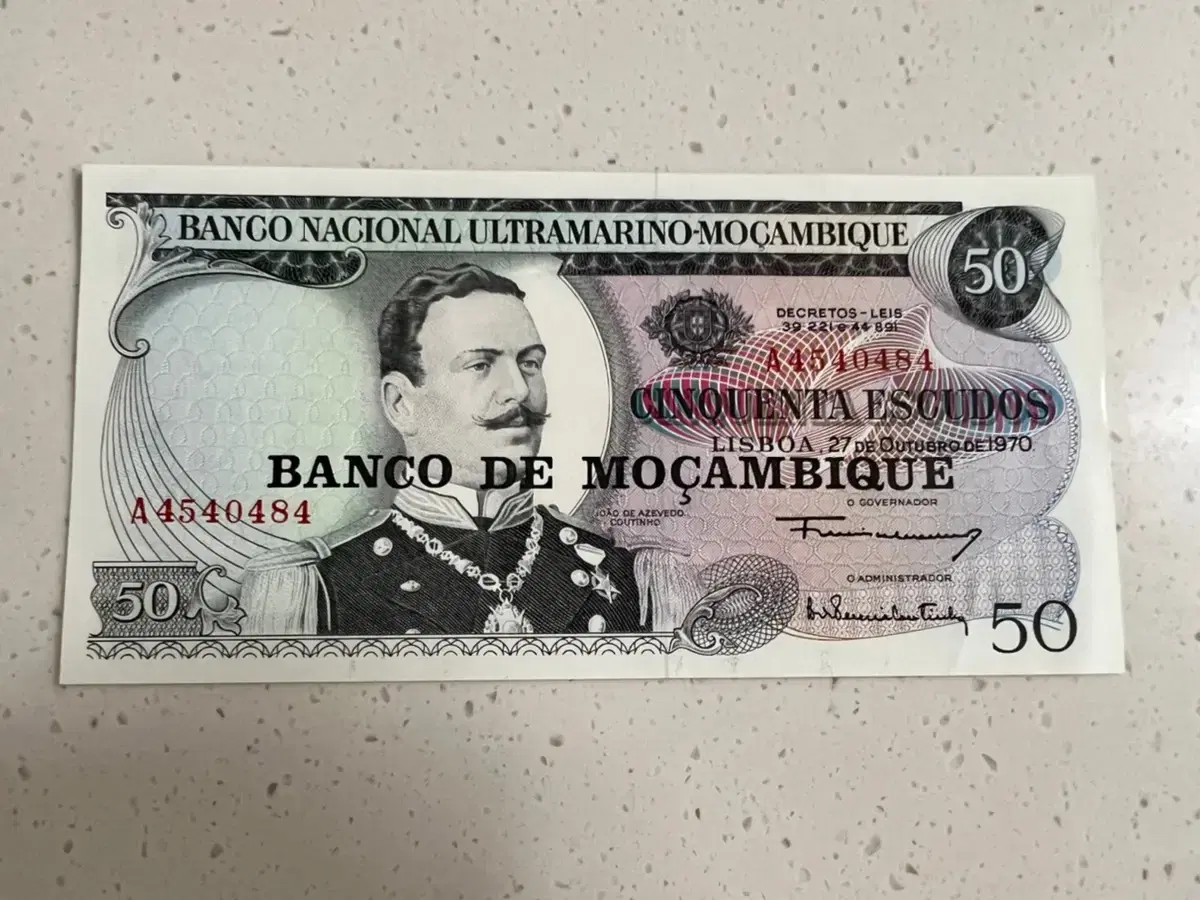 BANCO NACIONAL ULTRAMARINO-MOÇAMBIQUE
50
DECRETOS-LEIS
39 221 e 44 891
A4540484
CINQUENTA ESCUDOS
LISBOA, 27 DE OUTUBRO DE 1970
BANCO DE MOÇAMBIQUE
A4540484
O GOVERNADOR
JOÃO DE AZEVEDO
COUTINHO
O ADMINISTRADOR
50
50